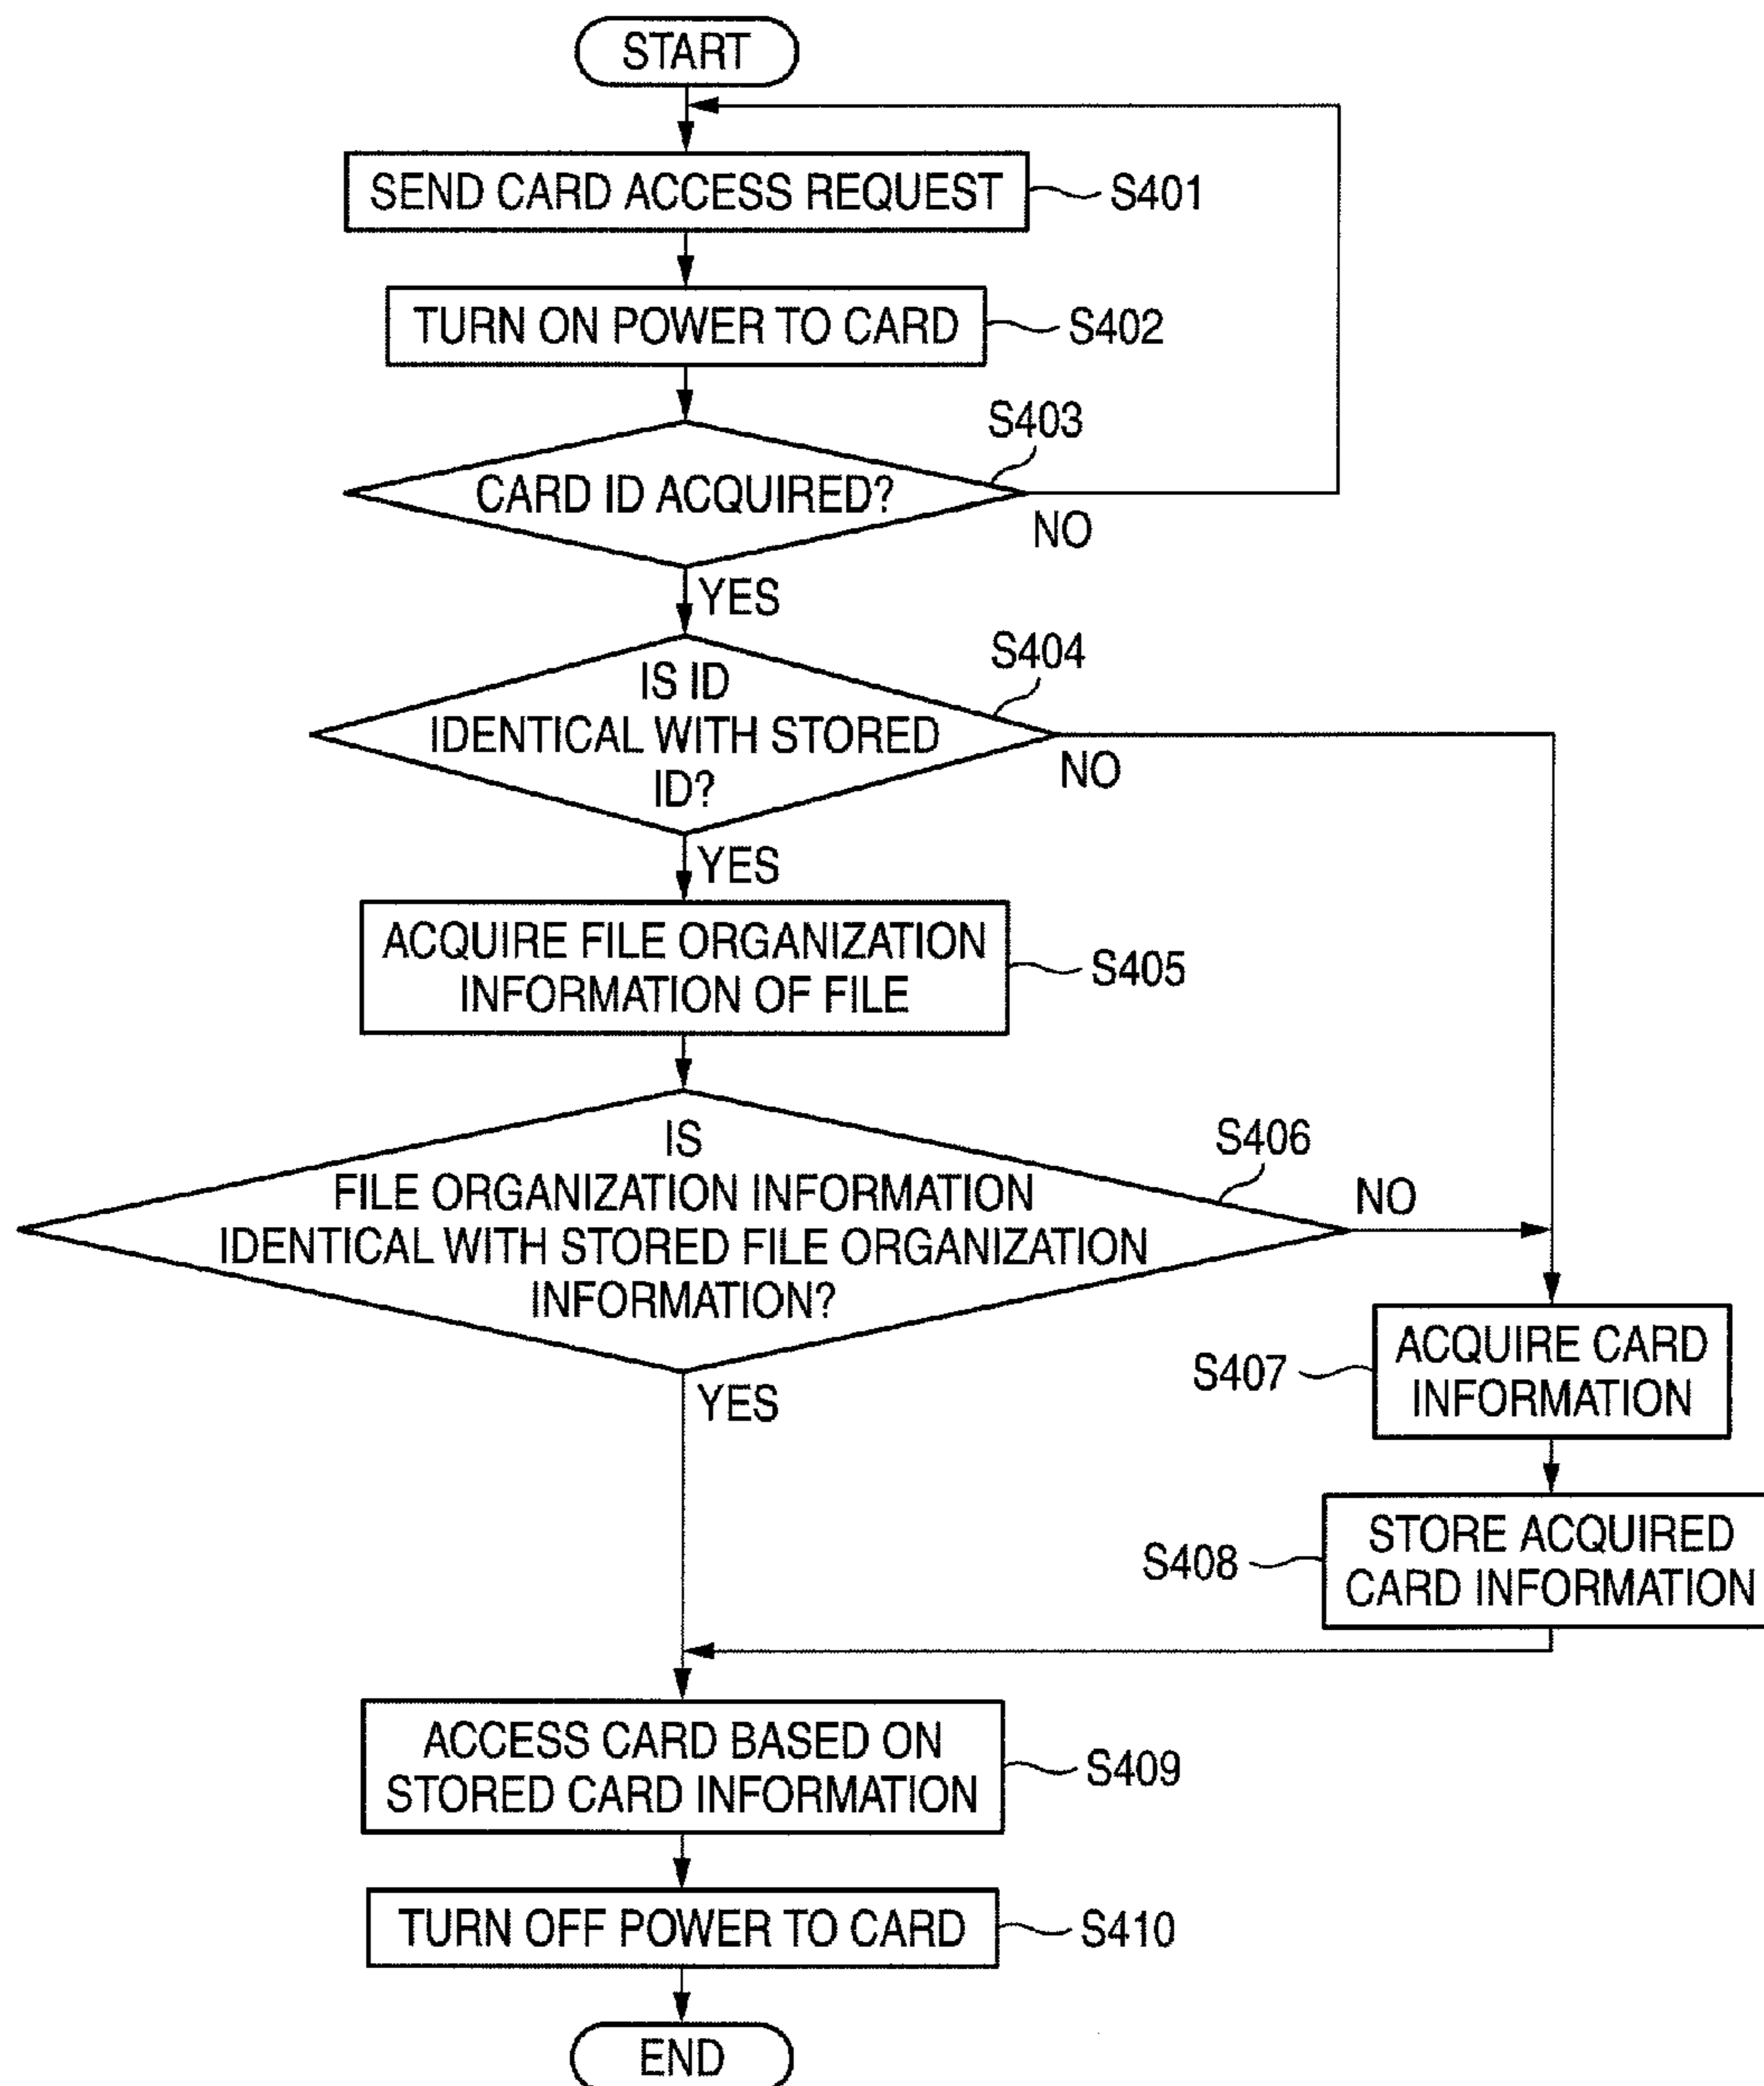 START
SEND CARD ACCESS REQUEST
S401
TURN ON POWER TO CARD
S402
S403
CARD ID ACQUIRED?
NO
YES
S404
IS ID
IDENTICAL WITH STORED
ID?
NO
YES
ACQUIRE FILE ORGANIZATION
INFORMATION OF FILE
S405
S406
IS
FILE ORGANIZATION INFORMATION
IDENTICAL WITH STORED FILE ORGANIZATION
INFORMATION?
NO
YES
S407
ACQUIRE CARD
INFORMATION
S408
STORE ACQUIRED
CARD INFORMATION
ACCESS CARD BASED ON
STORED CARD INFORMATION
S409
TURN OFF POWER TO CARD
S410
END